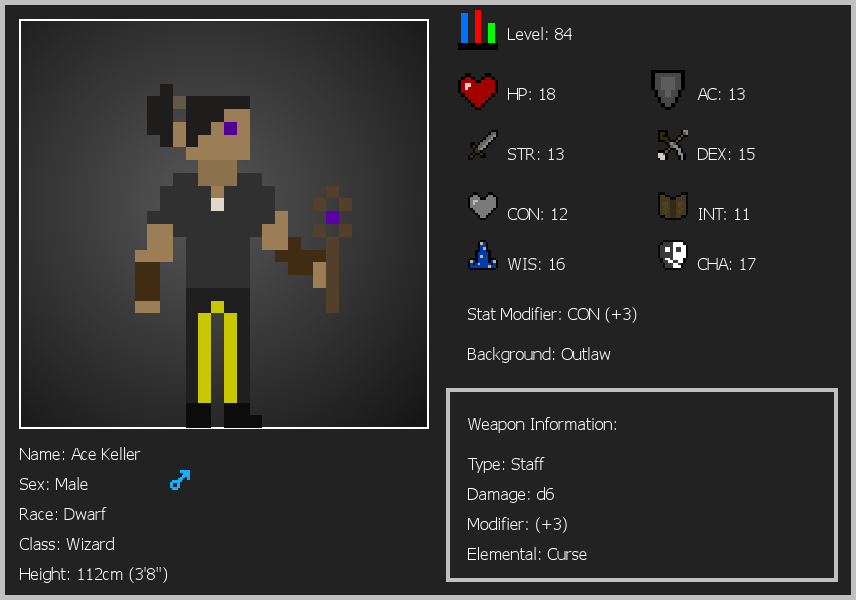 Level: 84
HP: 18
AC: 13
STR: 13
DEX: 15
CON: 12
INT: 11
WIS: 16
CHA: 17
Stat Modifier: CON (+3)
Background: Outlaw
Weapon Information:
Type: Staff
Damage: d6
Modifier: (+3)
Elemental: Curse
Name: Ace Keller
Sex: Male
Race: Dwarf
Class: Wizard
Height: 112cm (3'8")